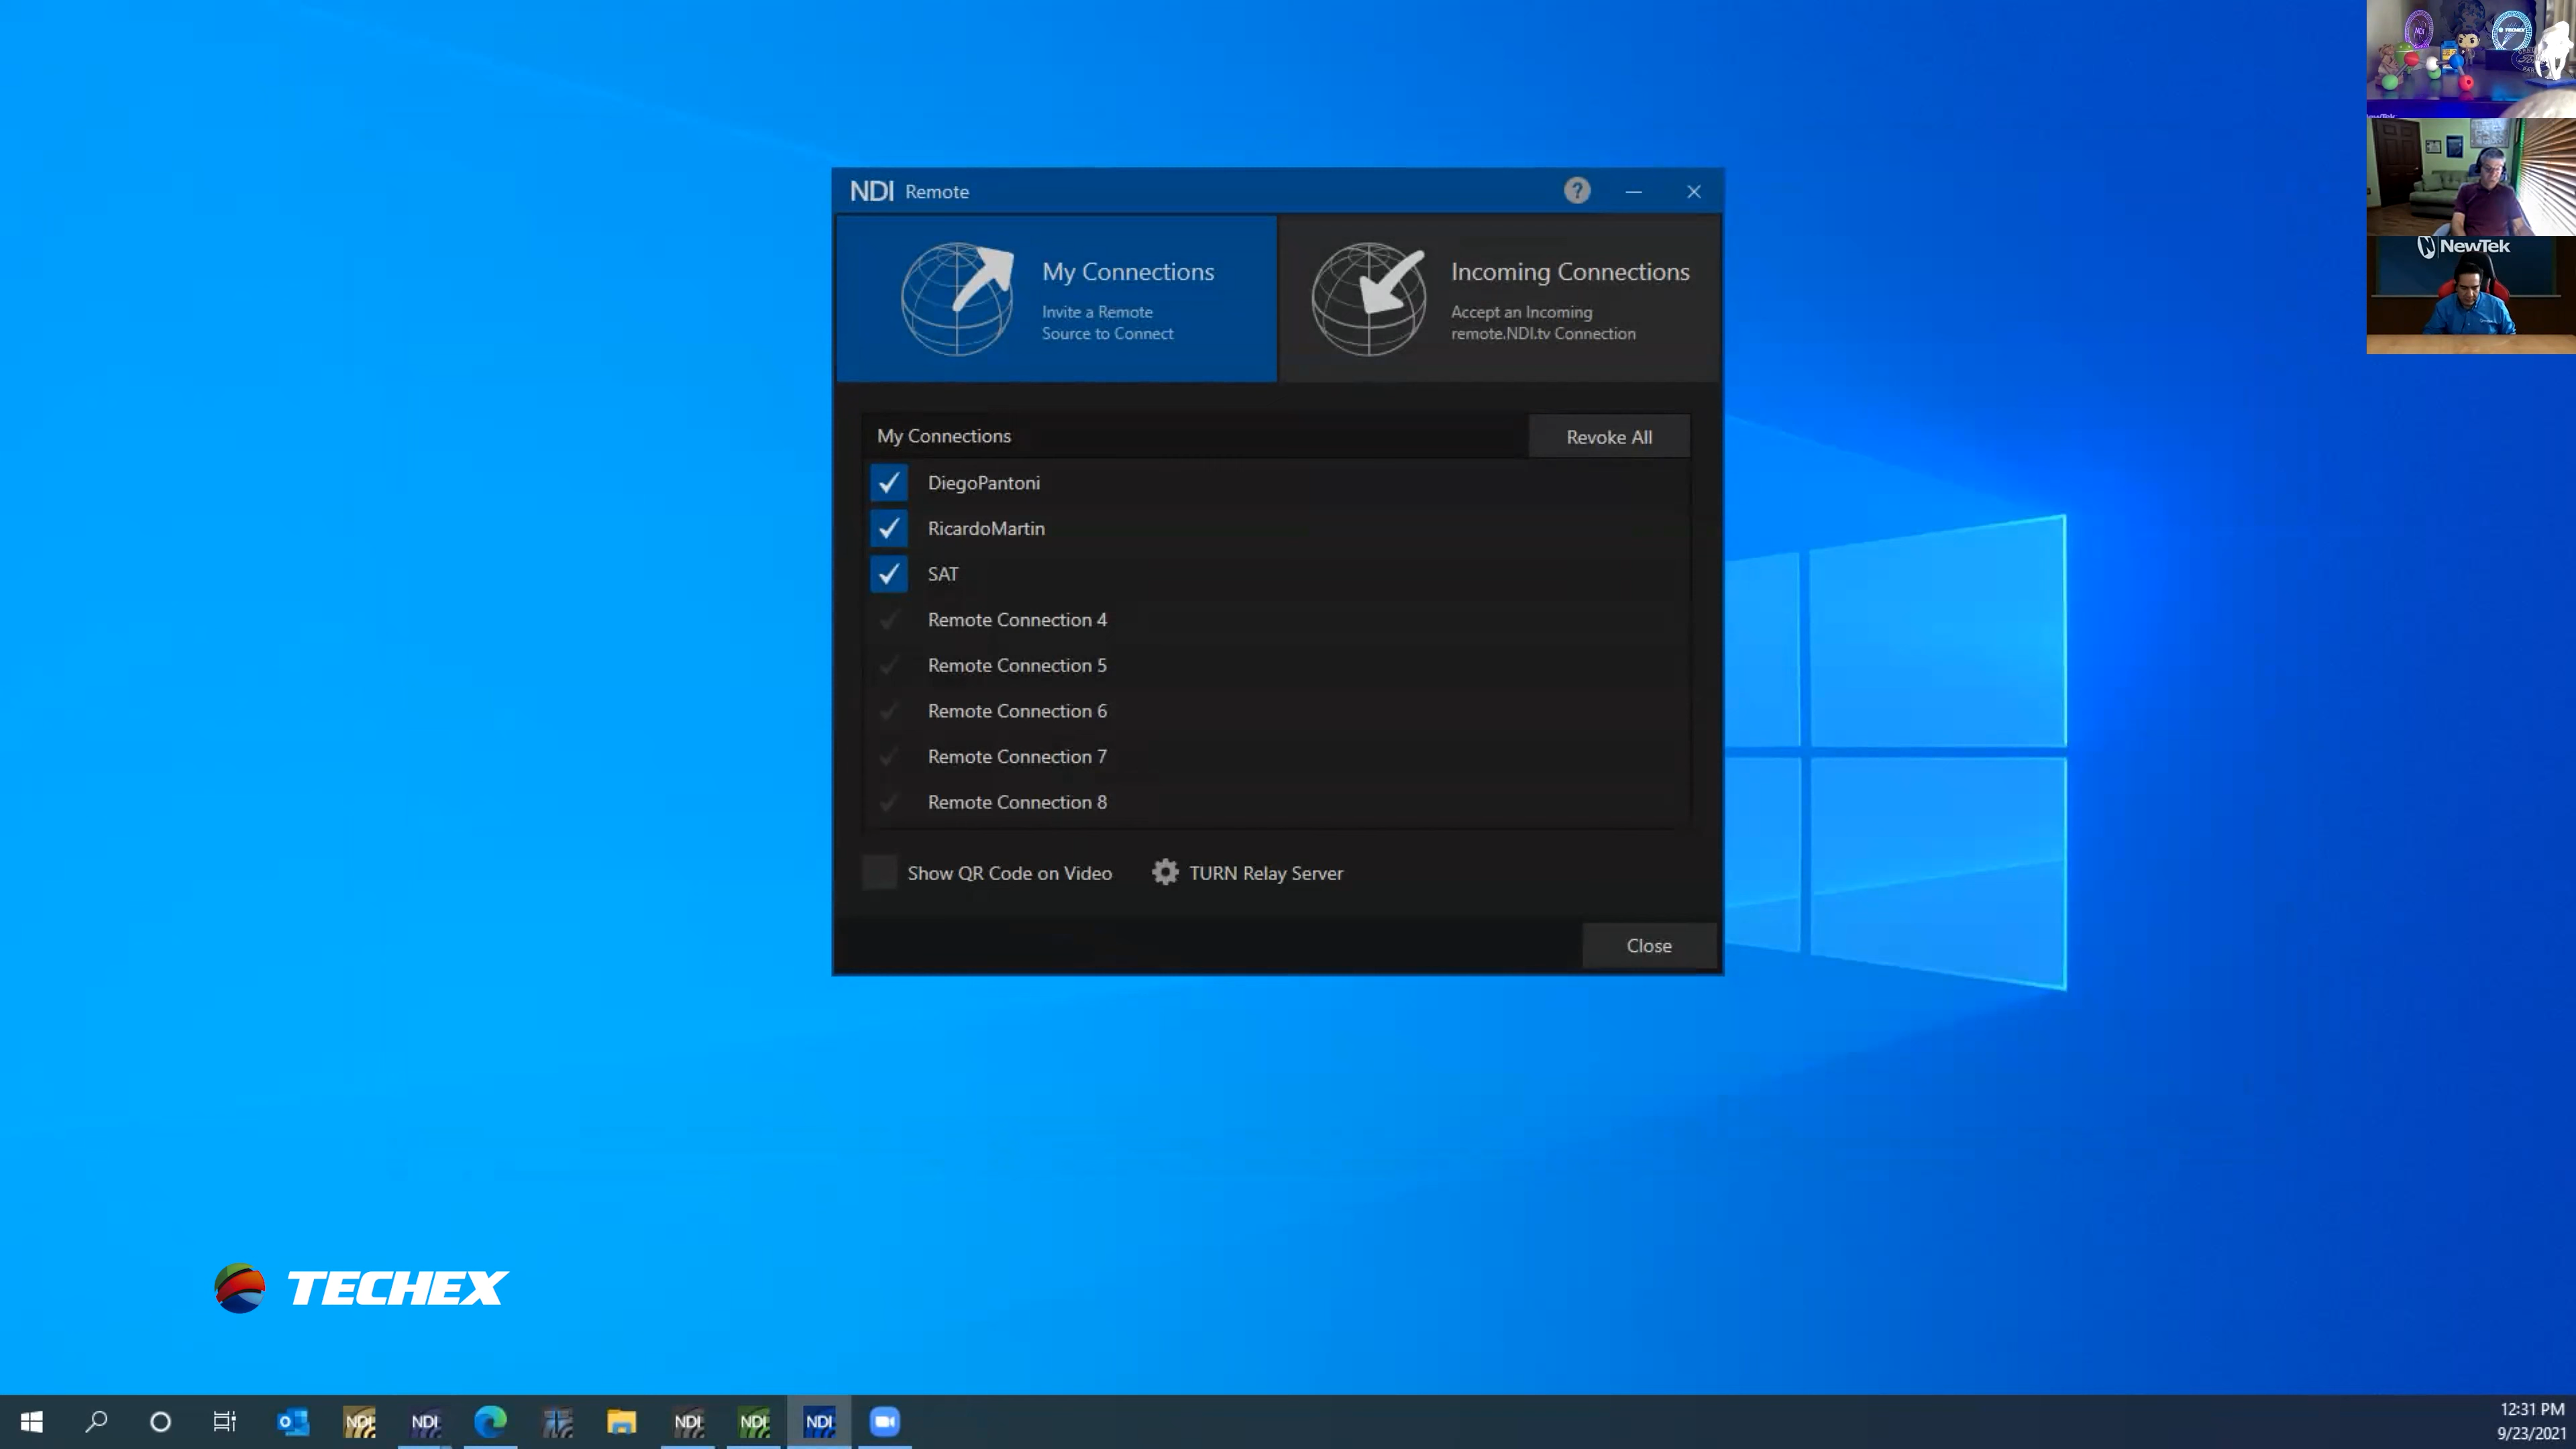 NDI Remote
?
My Connections
Invite a Remote
Source to Connect
Incoming Connections
Accept an Incoming
remote.NDI.tv Connection
My Connections
Revoke All
DiegoPantoni
RicardoMartin
SAT
Remote Connection 4
Remote Connection 5
Remote Connection 6
Remote Connection 7
Remote Connection 8
Show QR Code on Video
TURN Relay Server
Close
NDI
TECHEX
NewTek
TECHEX
NDI
NDI
NDI
NDI
NDI
12:31 PM
9/23/2021